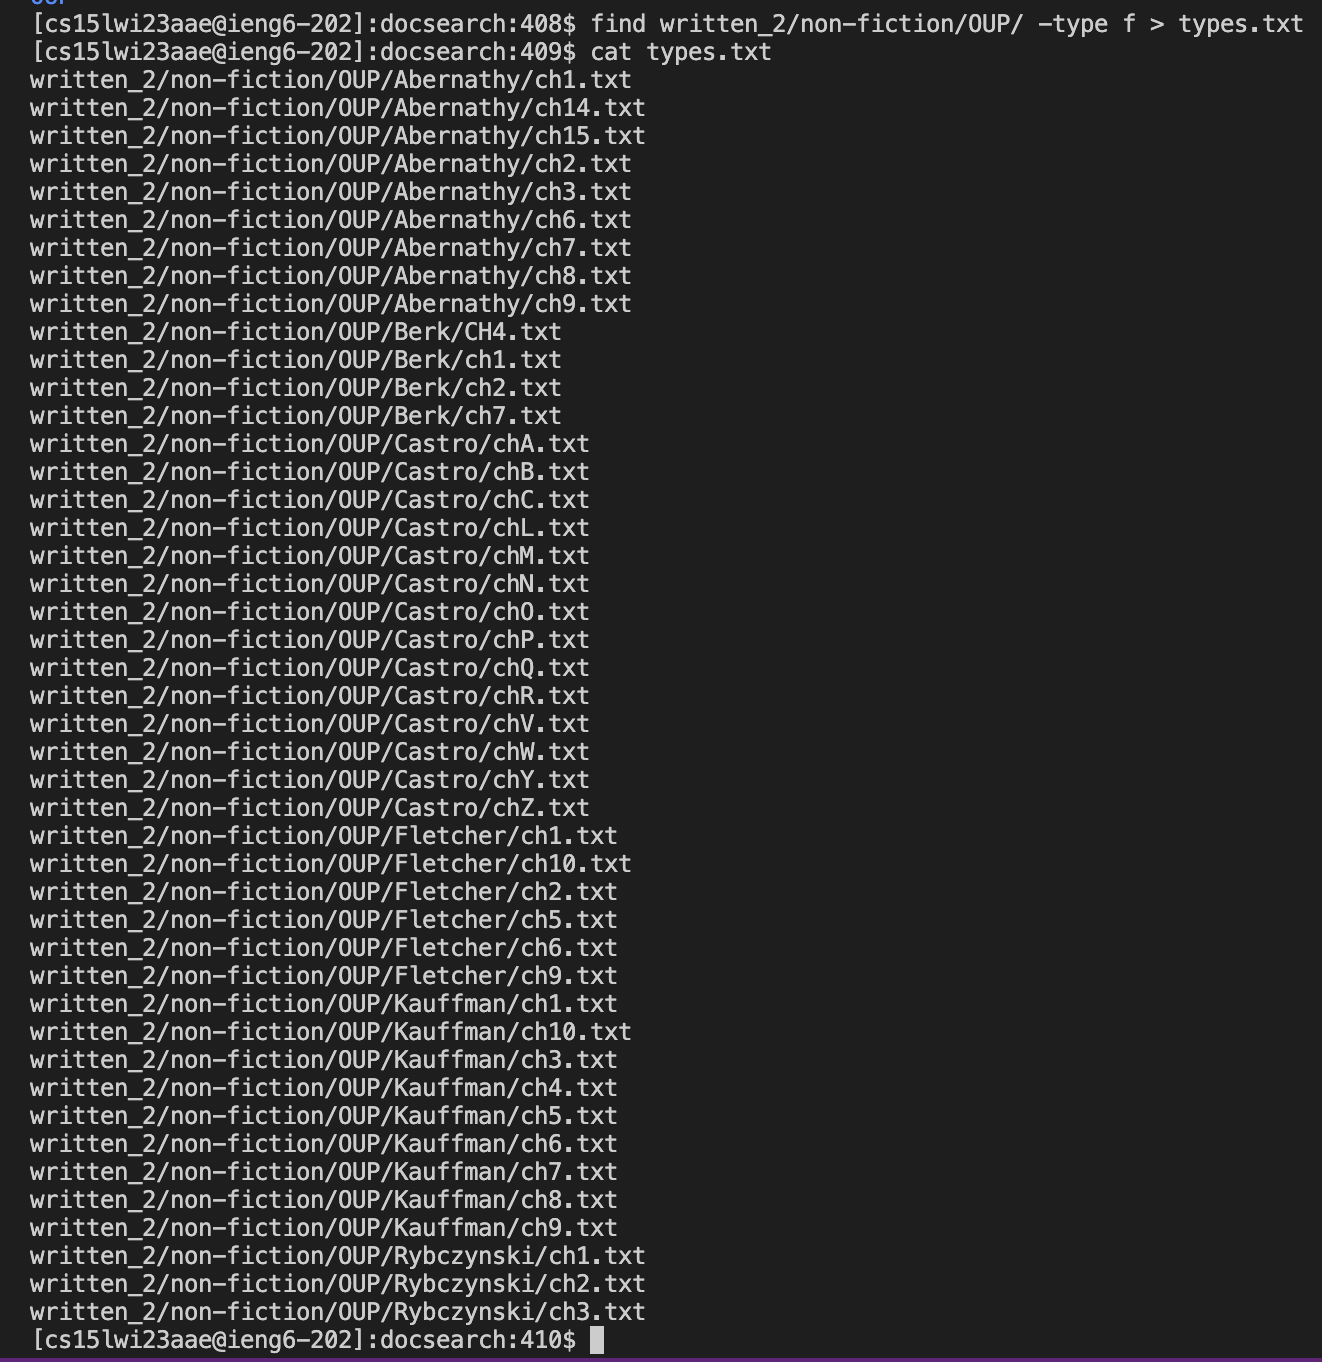 [cs15lwi23aae@ieng6-202]:docsearch:408$ find written_2/non-fiction/OUP/ -type f > types.txt
[cs15lwi23aae@ieng6-202]:docsearch:409$ cat types.txt
written_2/non-fiction/OUP/Abernathy/ch1.txt
written_2/non-fiction/OUP/Abernathy/ch14.txt
written_2/non-fiction/OUP/Abernathy/ch15.txt
written_2/non-fiction/OUP/Abernathy/ch2.txt
written_2/non-fiction/OUP/Abernathy/ch3.txt
written_2/non-fiction/OUP/Abernathy/ch6.txt
written_2/non-fiction/OUP/Abernathy/ch7.txt
written_2/non-fiction/OUP/Abernathy/ch8.txt
written_2/non-fiction/OUP/Abernathy/ch9.txt
written_2/non-fiction/OUP/Berk/CH4.txt
written_2/non-fiction/OUP/Berk/ch1.txt
written_2/non-fiction/OUP/Berk/ch2.txt
written_2/non-fiction/OUP/Berk/ch7.txt
written_2/non-fiction/OUP/Castro/chA.txt
written_2/non-fiction/OUP/Castro/chB.txt
written_2/non-fiction/OUP/Castro/chC.txt
written_2/non-fiction/OUP/Castro/chL.txt
written_2/non-fiction/OUP/Castro/chM.txt
written_2/non-fiction/OUP/Castro/chN.txt
written_2/non-fiction/OUP/Castro/chO.txt
written_2/non-fiction/OUP/Castro/chP.txt
written_2/non-fiction/OUP/Castro/chQ.txt
written_2/non-fiction/OUP/Castro/chR.txt
written_2/non-fiction/OUP/Castro/chV.txt
written_2/non-fiction/OUP/Castro/chW.txt
written_2/non-fiction/OUP/Castro/chY.txt
written_2/non-fiction/OUP/Castro/chZ.txt
written_2/non-fiction/OUP/Fletcher/ch1.txt
written_2/non-fiction/OUP/Fletcher/ch10.txt
written_2/non-fiction/OUP/Fletcher/ch2.txt
written_2/non-fiction/OUP/Fletcher/ch5.txt
written_2/non-fiction/OUP/Fletcher/ch6.txt
written_2/non-fiction/OUP/Fletcher/ch9.txt
written_2/non-fiction/OUP/Kauffman/ch1.txt
written_2/non-fiction/OUP/Kauffman/ch10.txt
written_2/non-fiction/OUP/Kauffman/ch3.txt
written_2/non-fiction/OUP/Kauffman/ch4.txt
written_2/non-fiction/OUP/Kauffman/ch5.txt
written_2/non-fiction/OUP/Kauffman/ch6.txt
written_2/non-fiction/OUP/Kauffman/ch7.txt
written_2/non-fiction/OUP/Kauffman/ch8.txt
written_2/non-fiction/OUP/Kauffman/ch9.txt
written_2/non-fiction/OUP/Rybczynski/ch1.txt
written_2/non-fiction/OUP/Rybczynski/ch2.txt
written_2/non-fiction/OUP/Rybczynski/ch3.txt
[cs15lwi23aae@ieng6-202]:docsearch:410$